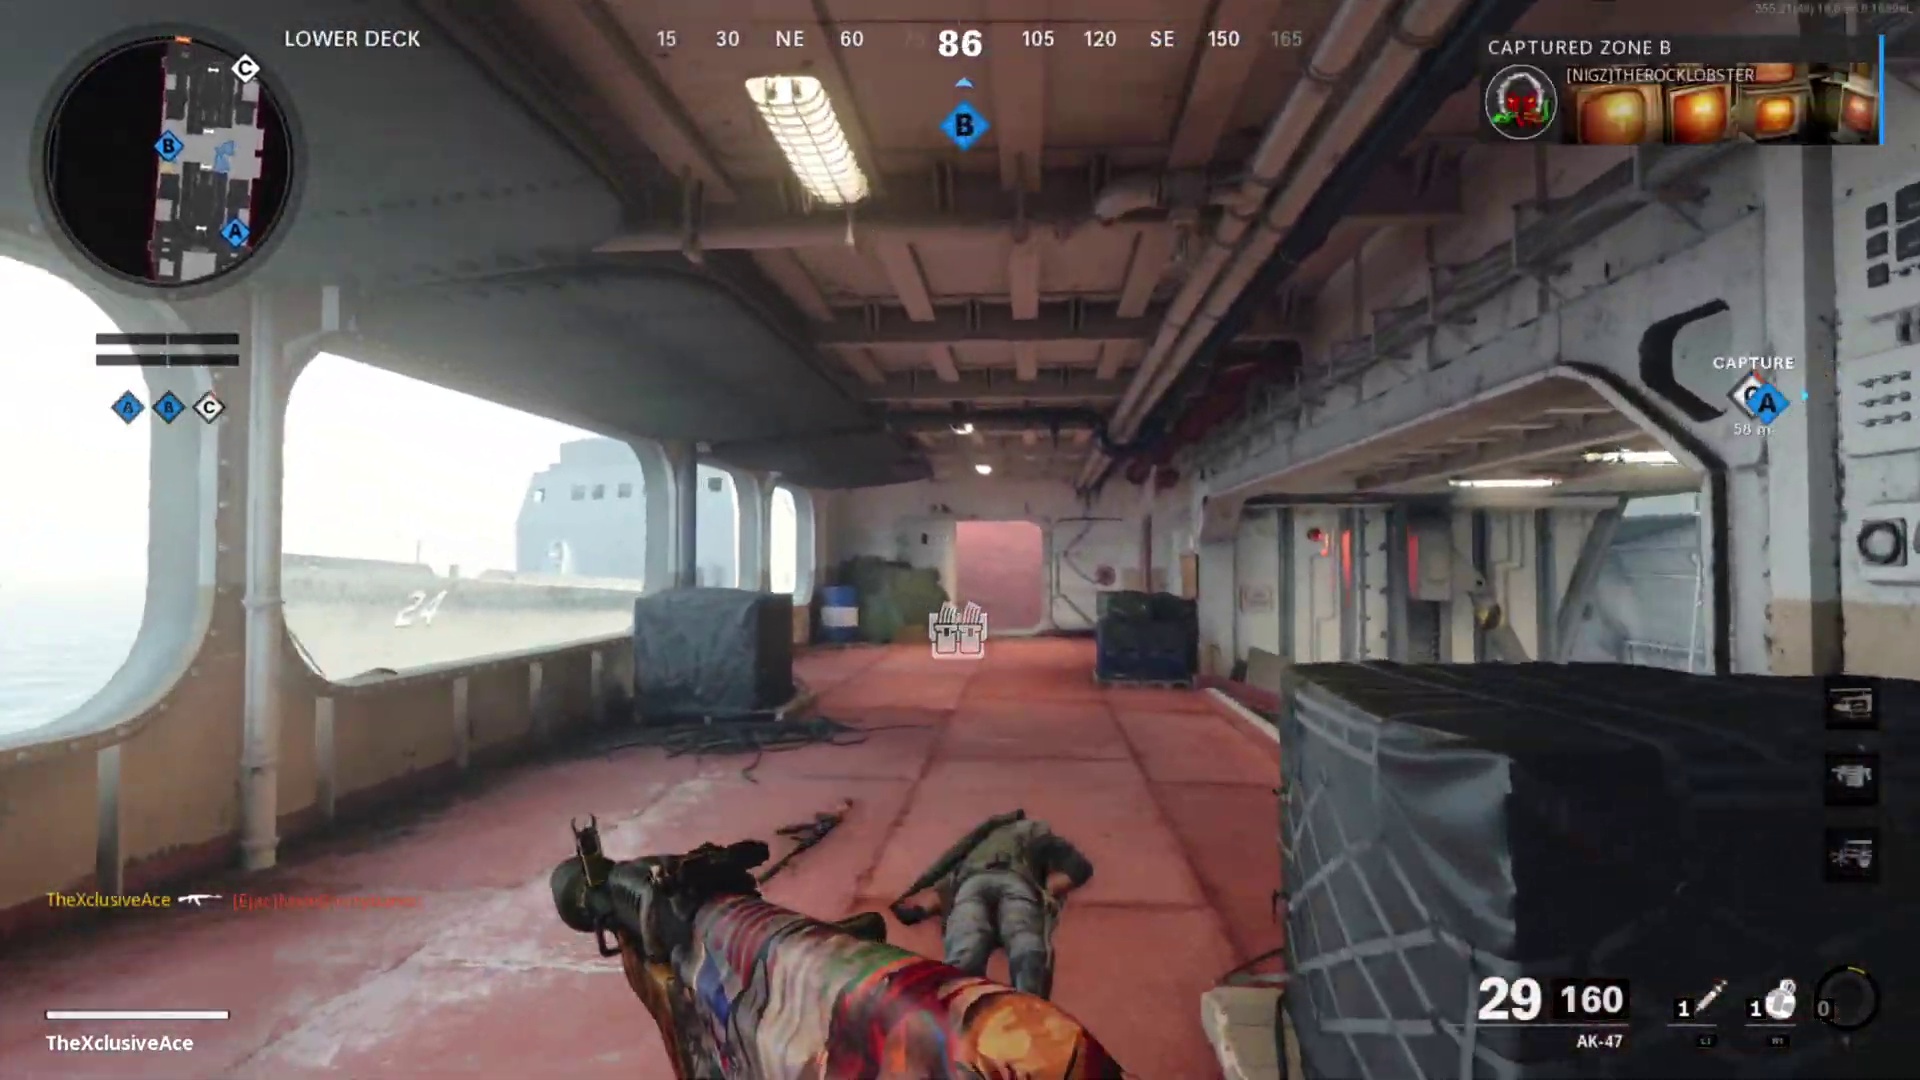 LOWER DECK
15 30 NE 60 75 86 105 120 SE 150 165
B
CAPTURED ZONE B
[NIGZ]THEROCKLOBSTER
C
B
A
A B C
CAPTURE
A
58 m
24
TheXclusiveAce
TheXclusiveAce
29 160
1 1 0
AK-47